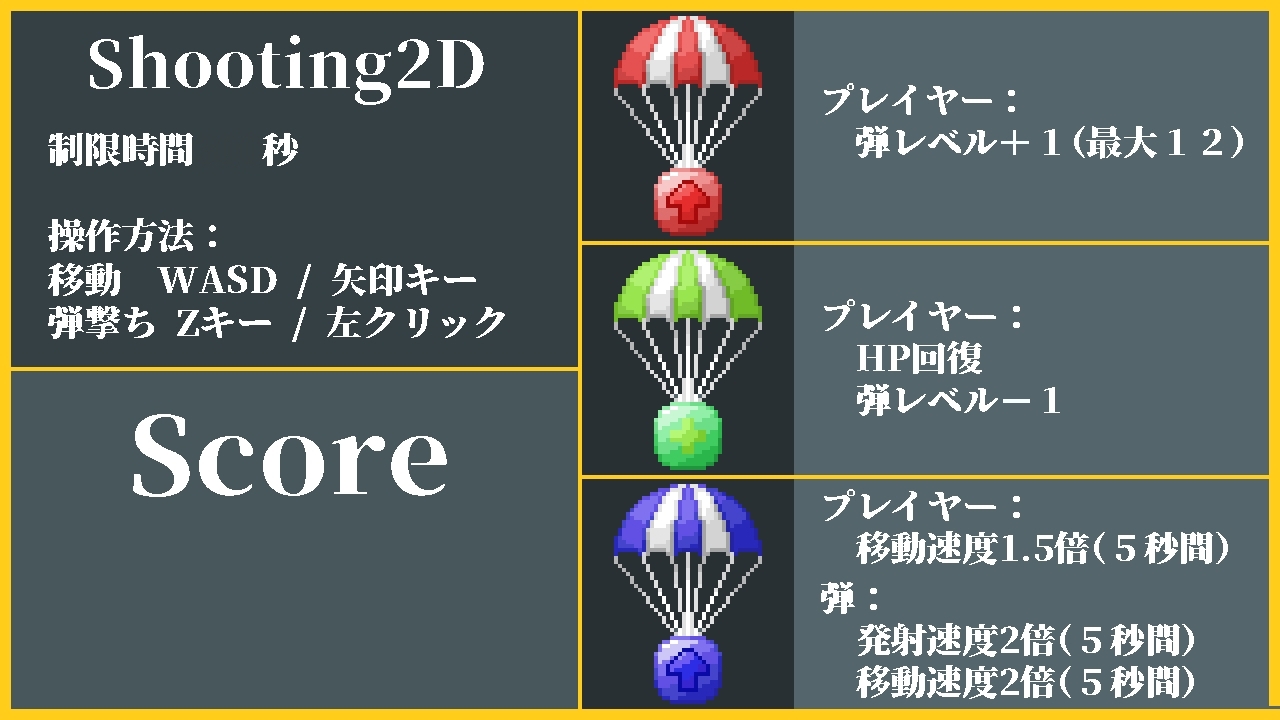 Shooting2D
制限時間　　秒
操作方法：
移動　WASD / 矢印キー
弾撃ち Zキー / 左クリック
Score
プレイヤー：
弾レベル＋１(最大１２)
プレイヤー：
HP回復
弾レベルー１
プレイヤー：
移動速度1.5倍(５秒間)
弾：
発射速度2倍(５秒間)
移動速度2倍(５秒間)